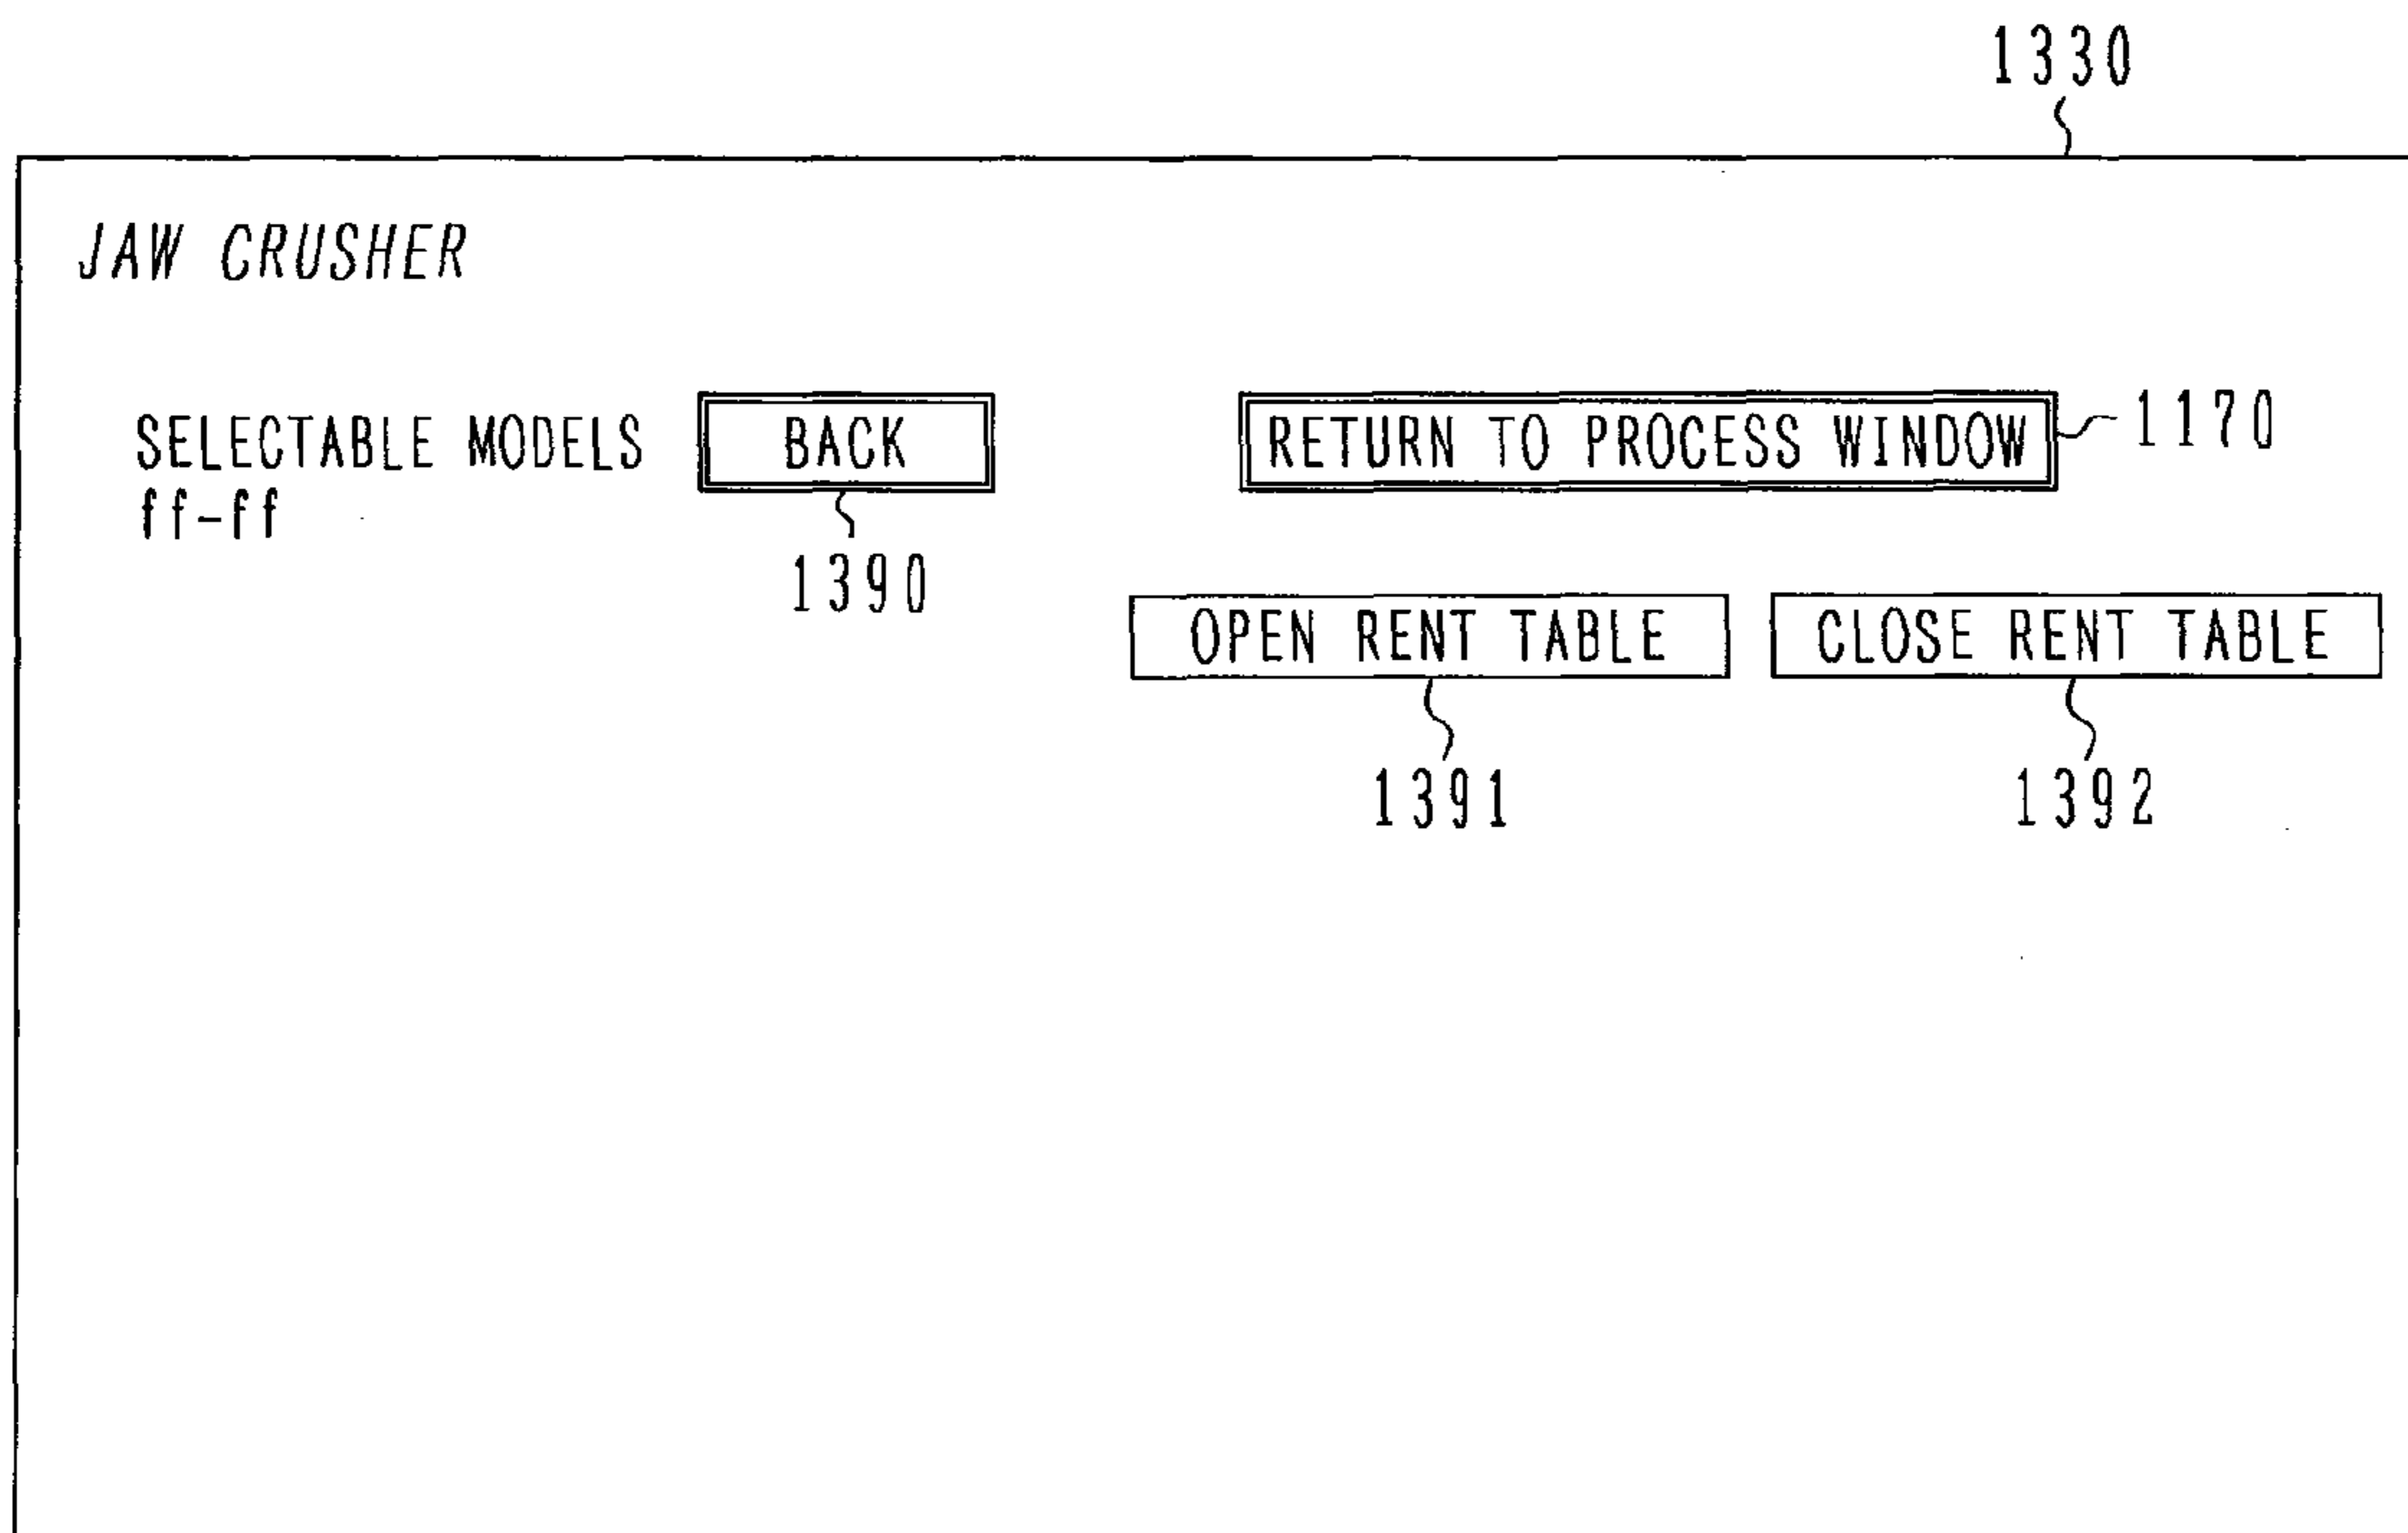 1330
JAW CRUSHER
SELECTABLE MODELS BACK RETURN TO PROCESS WINDOW 1170
ff-ff
1390
OPEN RENT TABLE CLOSE RENT TABLE
1391 1392